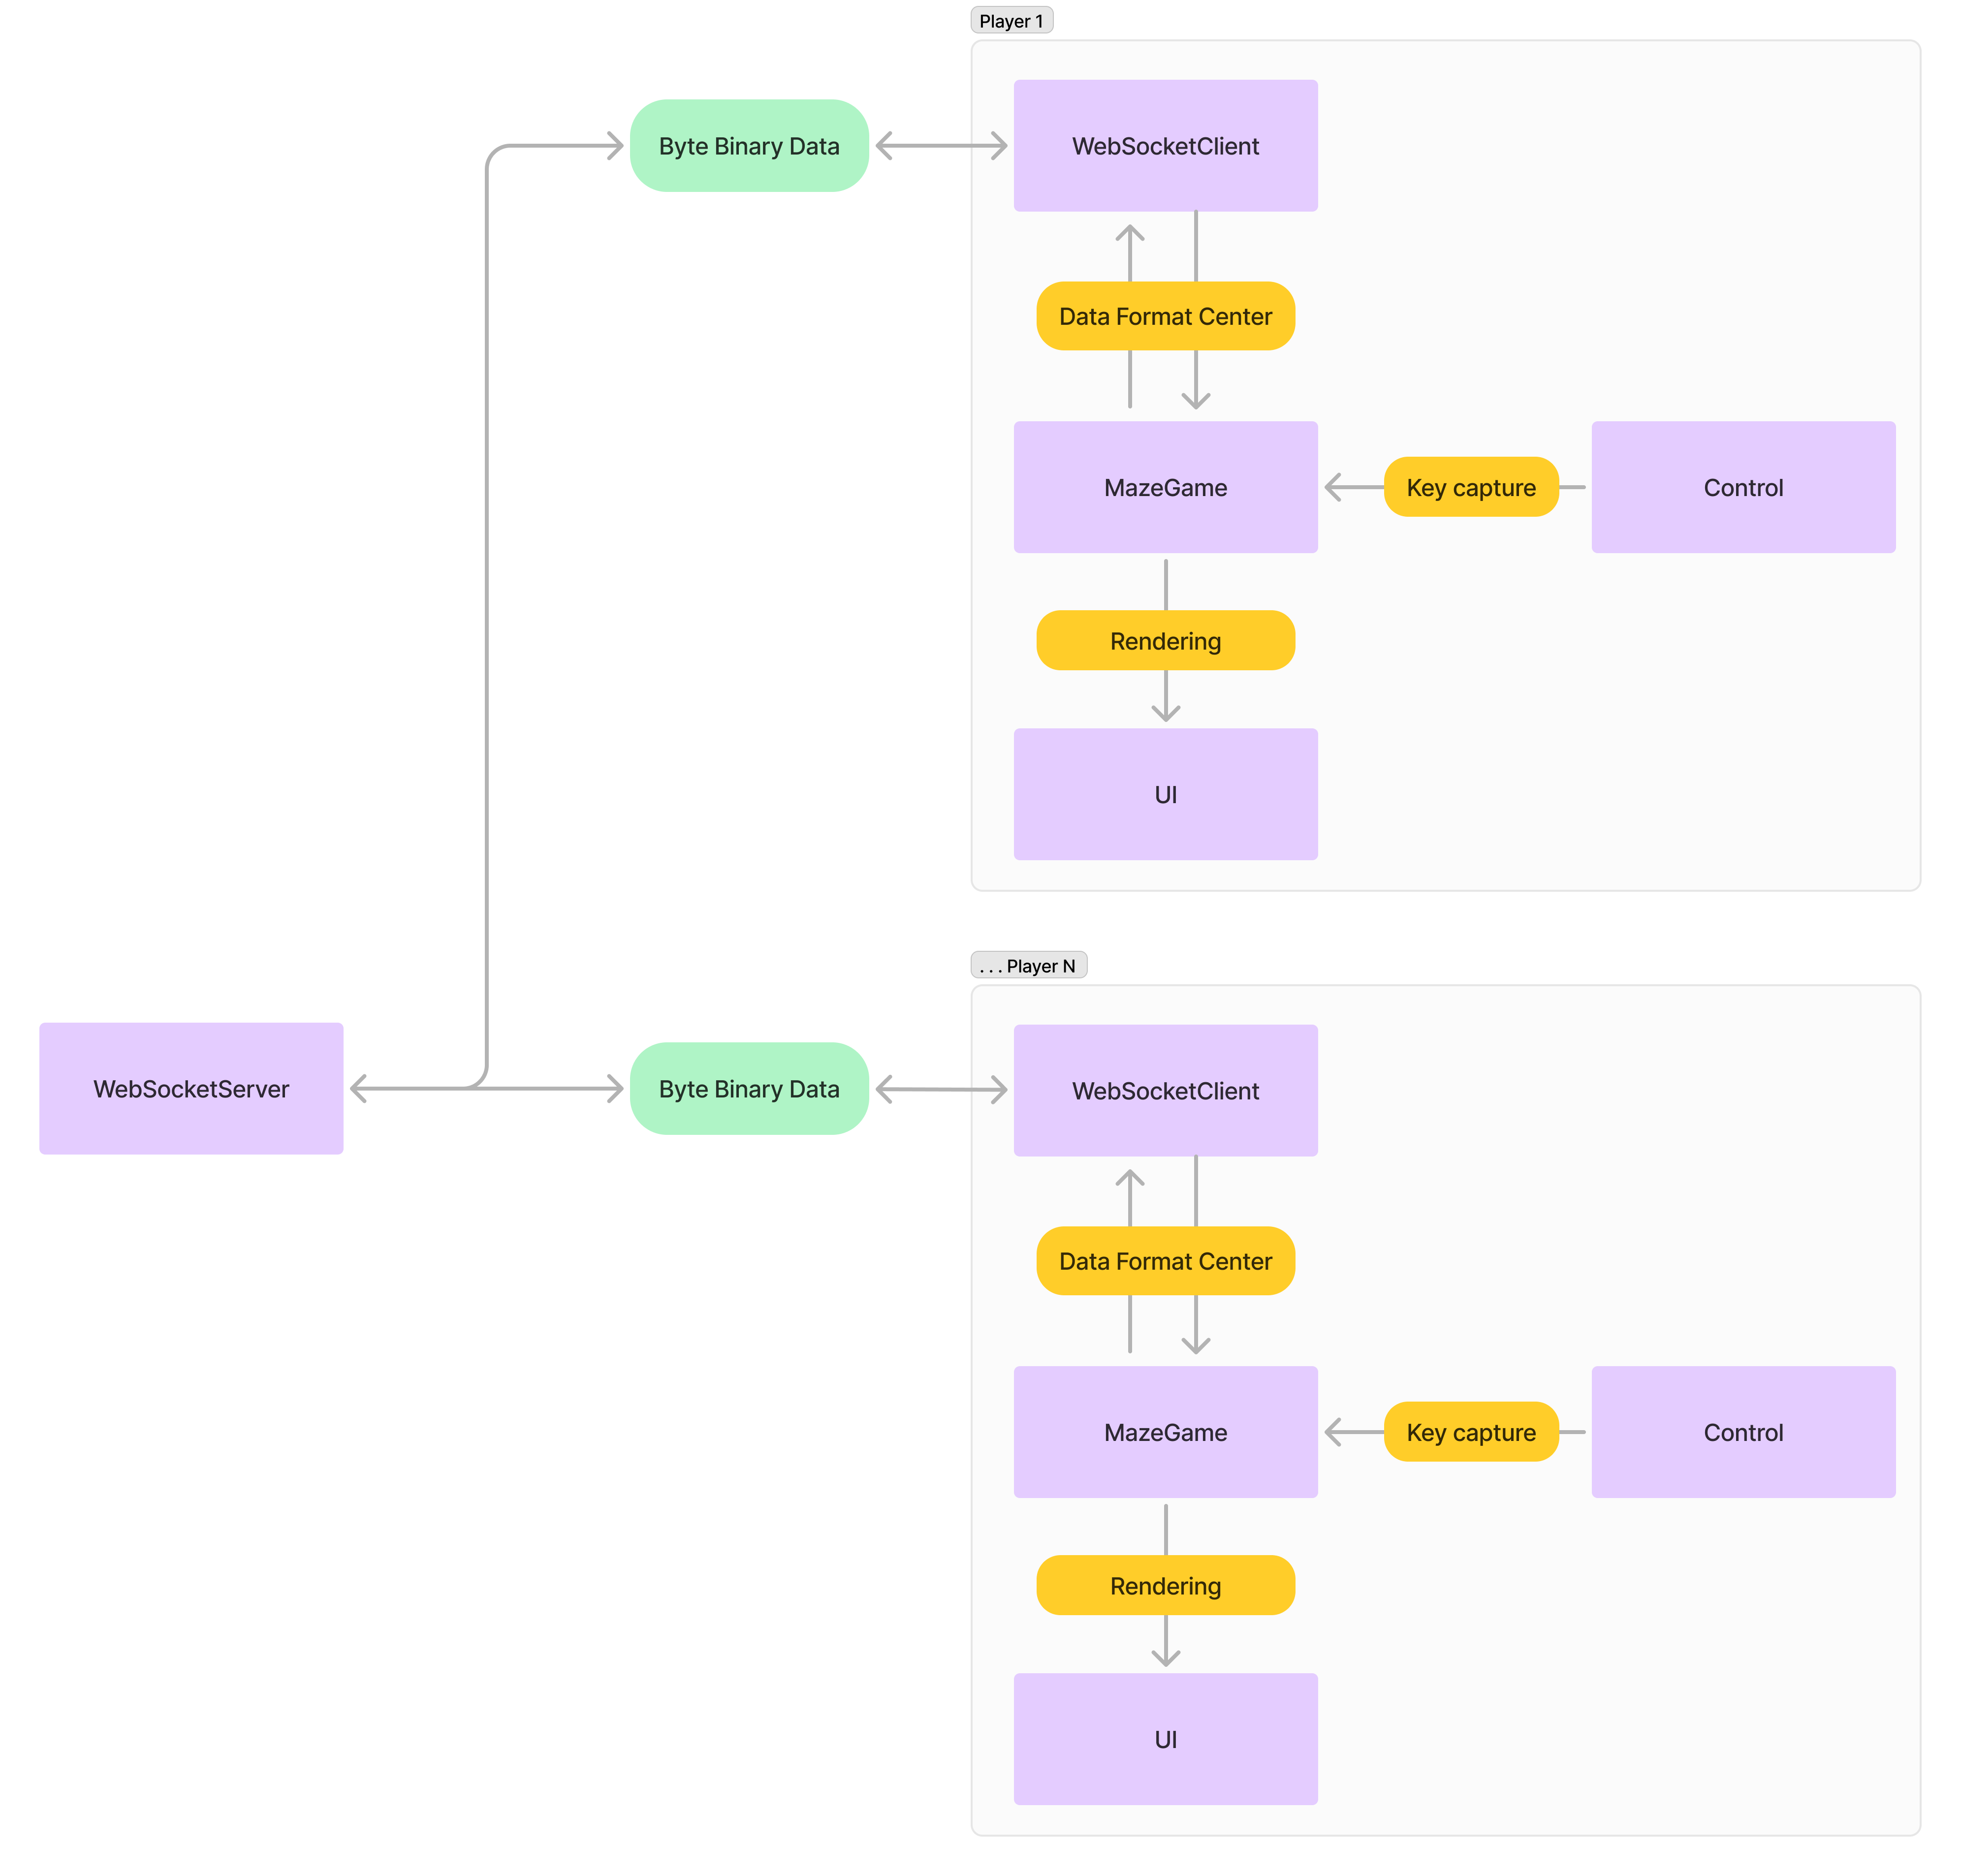 Player 1
Byte Binary Data
WebSocketClient
Data Format Center
MazeGame
Key capture
Control
Rendering
UI
. . . Player N
WebSocketServer
Byte Binary Data
WebSocketClient
Data Format Center
MazeGame
Key capture
Control
Rendering
UI